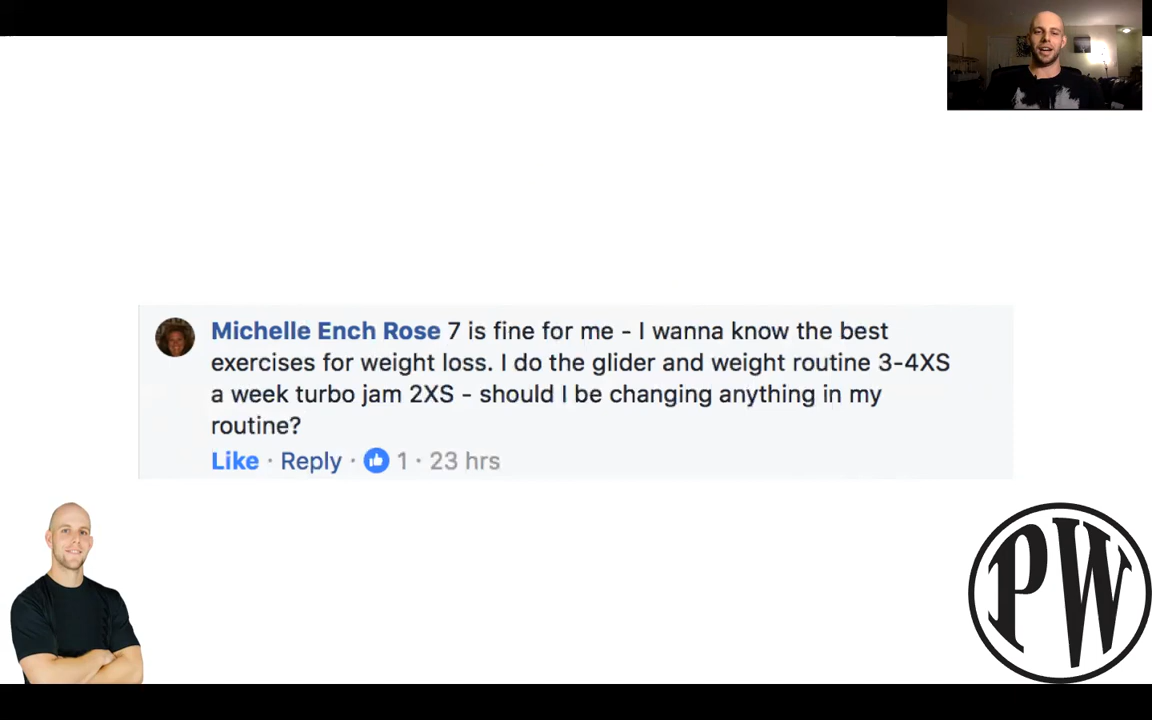 Michelle Ench Rose 7 is fine for me - I wanna know the best
exercises for weight loss. I do the glider and weight routine 3-4XS
a week turbo jam 2XS - should I be changing anything in my
routine?
Like · Reply · 1 · 23 hrs
PW